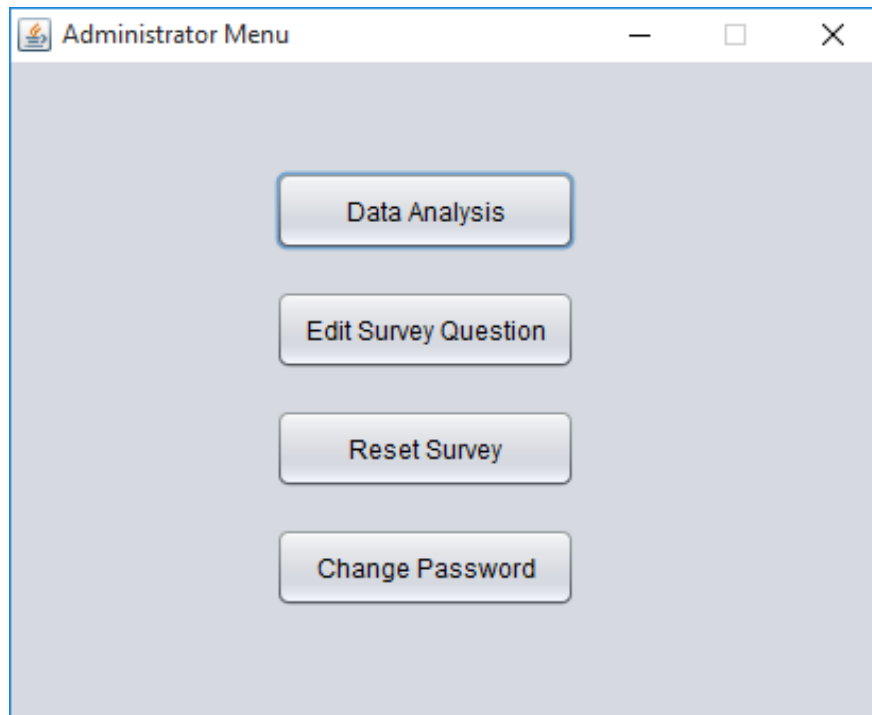 Administrator Menu
Data Analysis
Edit Survey Question
Reset Survey
Change Password